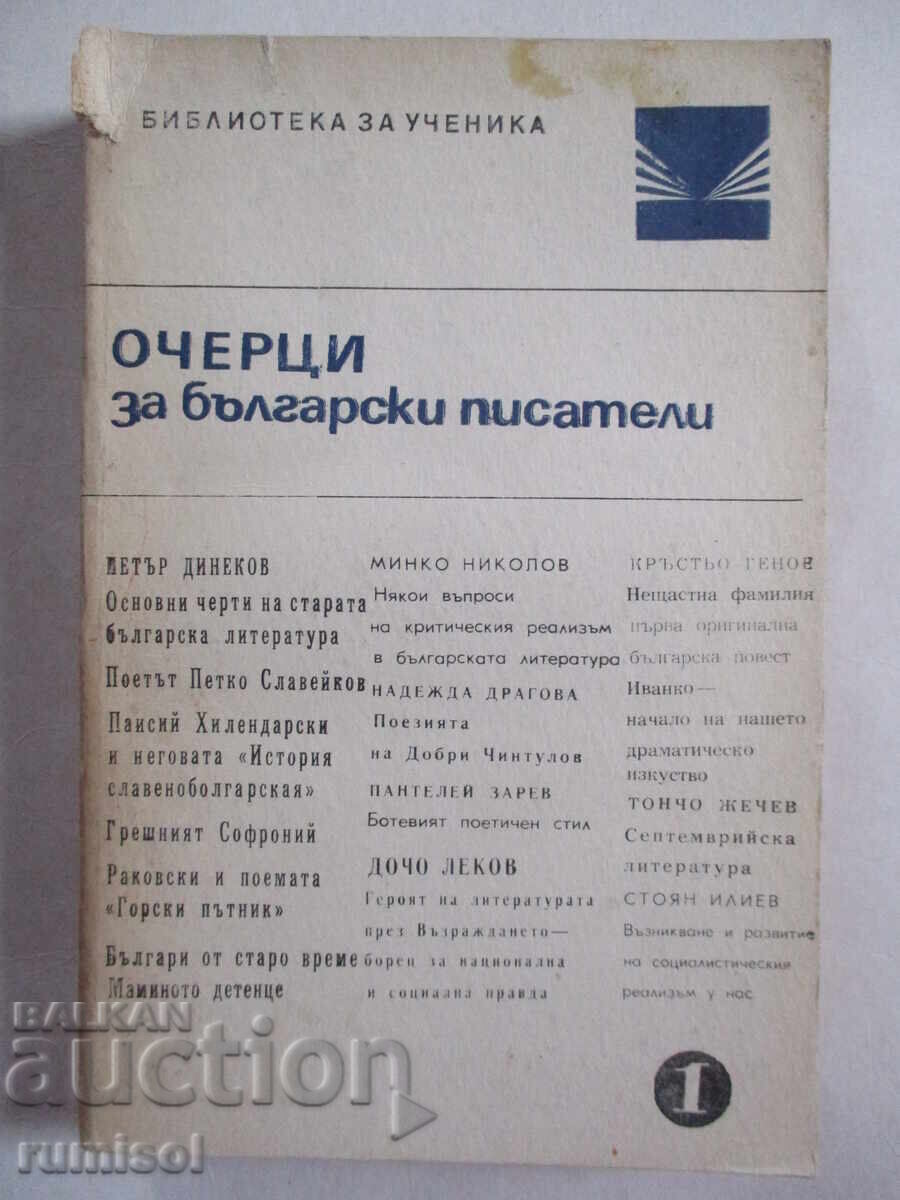 БИБЛИОТЕКА ЗА УЧЕНИКА
ОЧЕРЦИ
за български писатели
ПЕТЪР ДИНЕКОВ
Основни черти на старата
българска литература
Поетът Петко Славейков
Паисий Хилендарски
и неговата «История
славеноболгарская»
Грешният Софроний
Раковски и поемата
«Горски пътник»
Българи от старо време
Маминото детенце
МИНКО НИКОЛОВ
Някои въпроси
на критическия реализъм
в българската литература
НАДЕЖДА ДРАГОВА
Поезията
на Добри Чинтулов
ПАНТЕЛЕЙ ЗАРЕВ
Ботевият поетичен стил
ДОЧО ЛЕКОВ
Героят на литературата
през Възраждането—
борец за национална
и социална правда
КРЪСТЬО ГЕНОВ
Нещастна фамилия
първа оригинална
българска повест
Иванко—
начало на нашето
драматическо
изкуство
ТОНЧО ЖЕЧЕВ
Септемврийска
литература
СТОЯН ИЛИЕВ
Възникване и развитие
на социалистическия
реализъм у нас
1
BALKAN
auction
rumisol